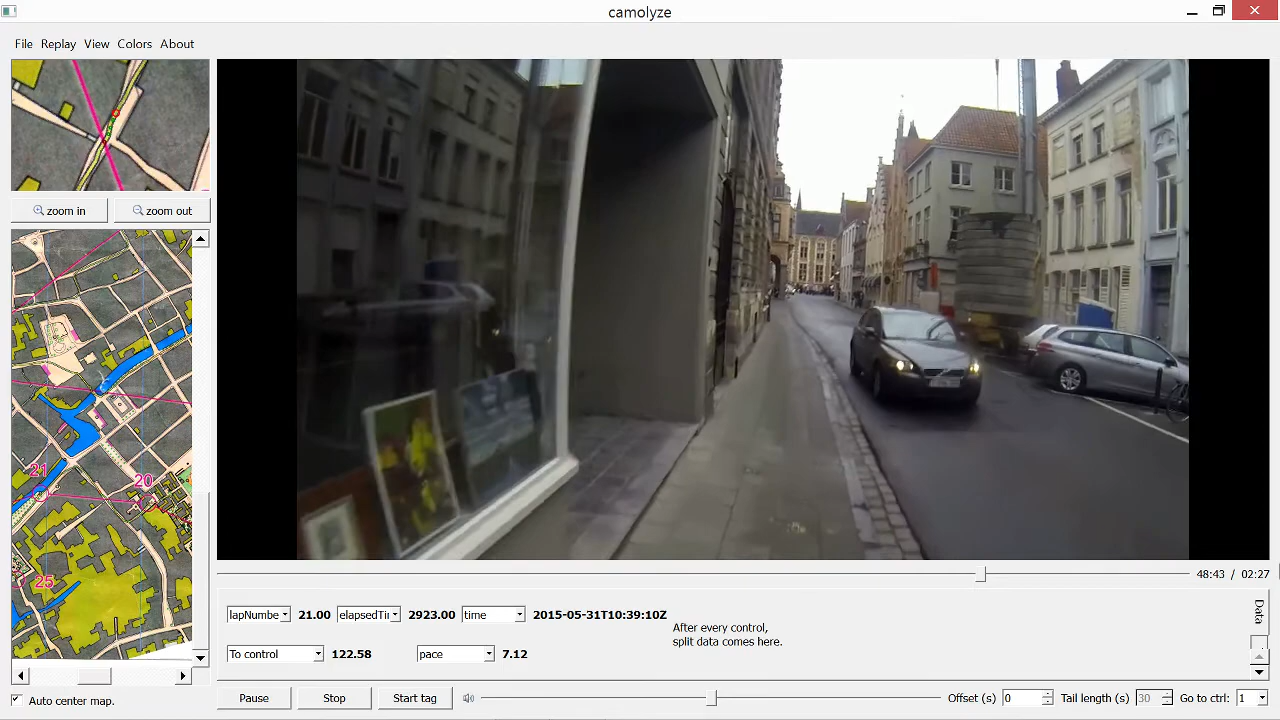 camolyze
File Replay View Colors About
zoom in zoom out
21
20
25
48:43 / 02:27
lapNumbe 21.00 elapsedTii 2923.00 time 2015-05-31T10:39:10Z
After every control,
split data comes here.
To control 122.58 pace 7.12
Data
Auto center map.
Pause Stop Start tag Offset (s) 0 Tail length (s) 30 Go to ctrl: 1